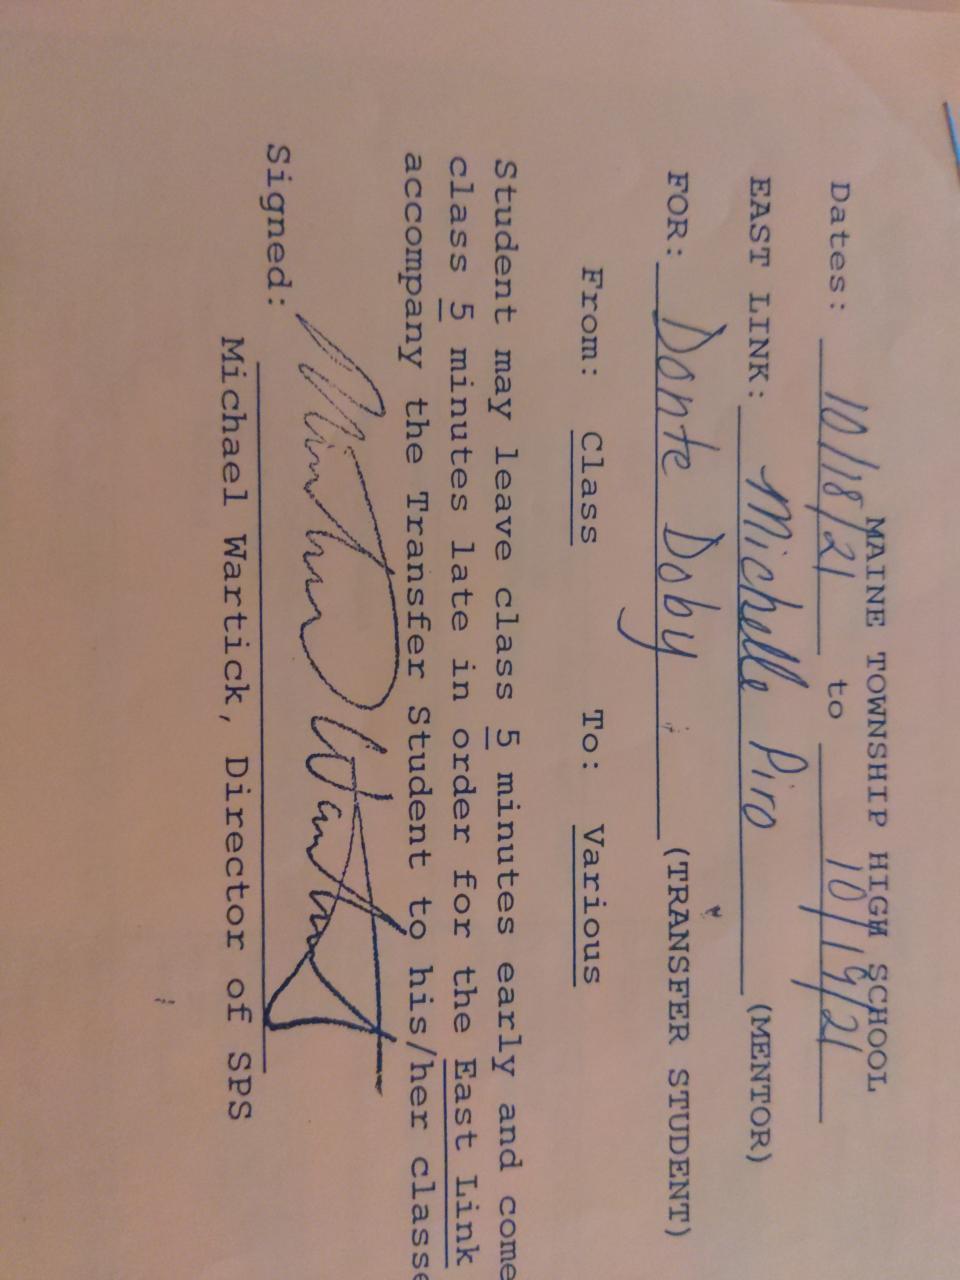 MAINE TOWNSHIP HIGH SCHOOL
Dates: 10/18/21 to 10/19/21
EAST LINK: Michelle Piro (MENTOR)
FOR: Donte Doby (TRANSFER STUDENT)
From: Class To: Various
Student may leave class 5 minutes early and come
class 5 minutes late in order for the East Link
accompany the Transfer Student to his/her classe
Signed:
Michael Wartick, Director of SPS